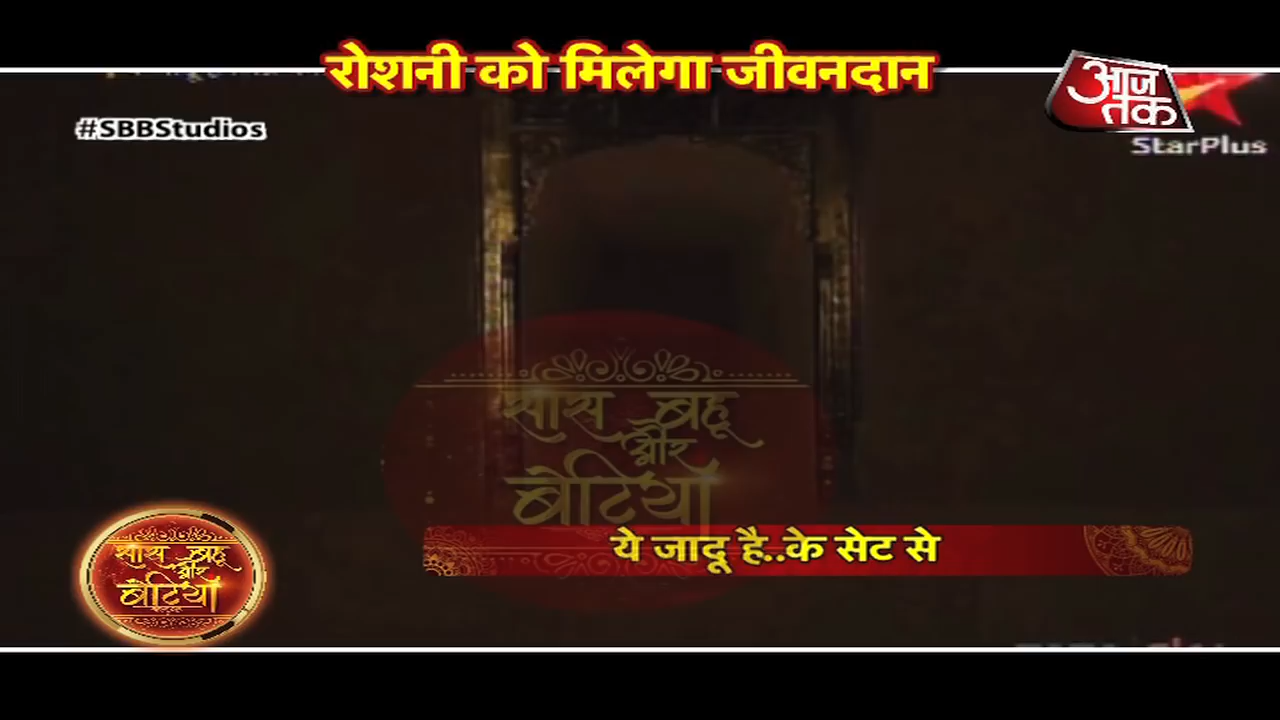 रोशनी को मिलेगा जीवनदान
#SBBStudios
आज
तक
StarPlus
सास बहू
और
बेटियां
ये जादू है..के सेट से
सास बहू
और
बेटियां